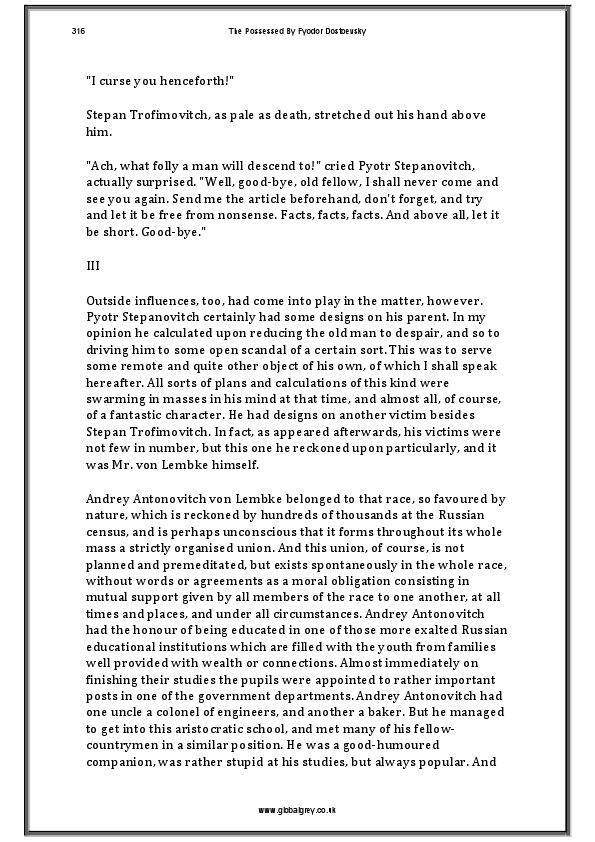 316
The Possessed By Fyodor Dostoevsky
"I curse you henceforth!"
Stepan Trofimovitch, as pale as death, stretched out his hand above
him.
"Ach, what folly a man will descend to!" cried Pyotr Stepanovitch,
actually surprised. "Well, good-bye, old fellow, I shall never come and
see you again. Send me the article beforehand, don't forget, and try
and let it be free from nonsense. Facts, facts, facts. And above all, let it
be short. Good-bye."
III
Outside influences, too, had come into play in the matter, however.
Pyotr Stepanovitch certainly had some designs on his parent. In my
opinion he calculated upon reducing the old man to despair, and so to
driving him to some open scandal of a certain sort. This was to serve
some remote and quite other object of his own, of which I shall speak
hereafter. All sorts of plans and calculations of this kind were
swarming in masses in his mind at that time, and almost all, of course,
of a fantastic character. He had designs on another victim besides
Stepan Trofimovitch. In fact, as appeared afterwards, his victims were
not few in number, but this one he reckoned upon particularly, and it
was Mr. von Lembke himself.
Andrey Antonovitch von Lembke belonged to that race, so favoured by
nature, which is reckoned by hundreds of thousands at the Russian
census, and is perhaps unconscious that it forms throughout its whole
mass a strictly organised union. And this union, of course, is not
planned and premeditated, but exists spontaneously in the whole race,
without words or agreements as a moral obligation consisting in
mutual support given by all members of the race to one another, at all
times and places, and under all circumstances. Andrey Antonovitch
had the honour of being educated in one of those more exalted Russian
educational institutions which are filled with the youth from families
well provided with wealth or connections. Almost immediately on
finishing their studies the pupils were appointed to rather important
posts in one of the government departments. Andrey Antonovitch had
one uncle a colonel of engineers, and another a baker. But he managed
to get into this aristocratic school, and met many of his fellow-
countrymen in a similar position. He was a good-humoured
companion, was rather stupid at his studies, but always popular. And
www.globalgrey.co.uk